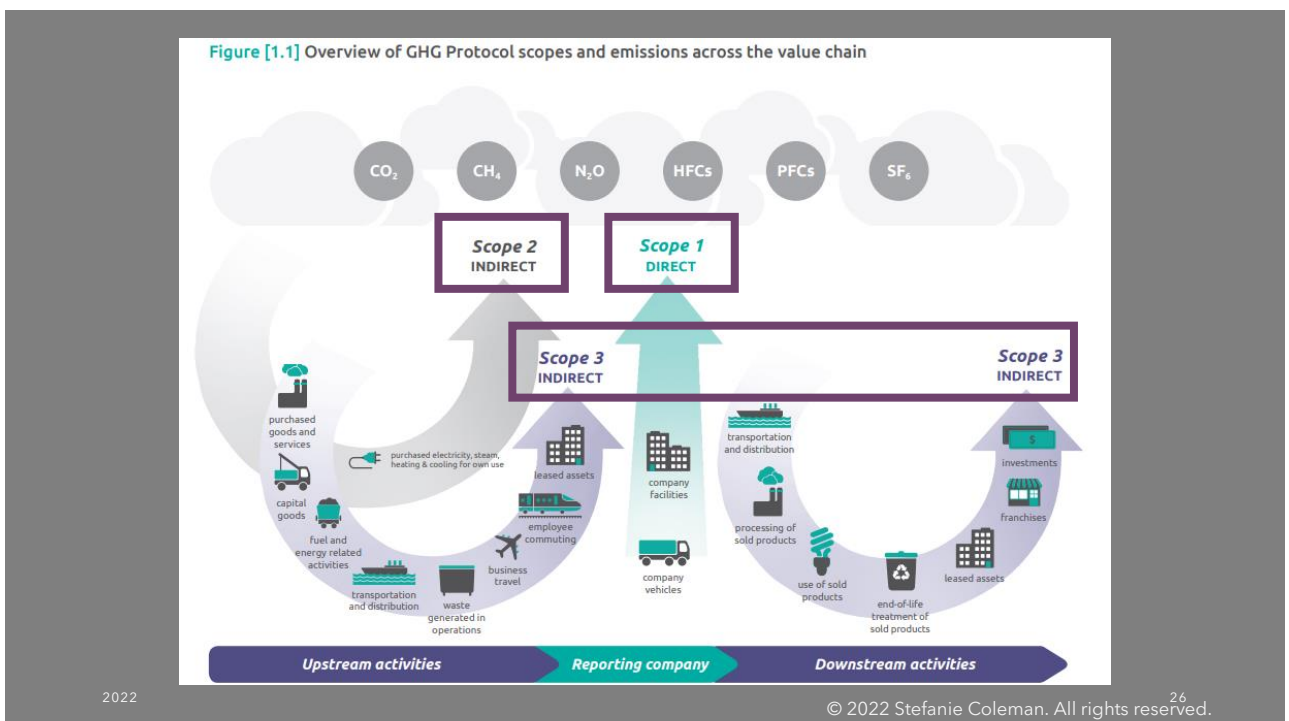 Figure [1.1] Overview of GHG Protocol scopes and emissions across the value chain
CO₂
CH₄
N₂O
HFCs
PFCs
SF₆
Scope 2
INDIRECT
Scope 1
DIRECT
Scope 3
INDIRECT
Scope 3
INDIRECT
purchased
goods and
services
capital
goods
fuel and
energy related
activities
transportation
and distribution
waste
generated in
operations
business
travel
employee
commuting
leased assets
purchased electricity, steam,
heating & cooling for own use
company
facilities
company
vehicles
transportation
and distribution
processing of
sold products
use of sold
products
end-of-life
treatment of
sold products
leased assets
franchises
investments
$
Upstream activities
Reporting company
Downstream activities
2022
26
© 2022 Stefanie Coleman. All rights reserved.